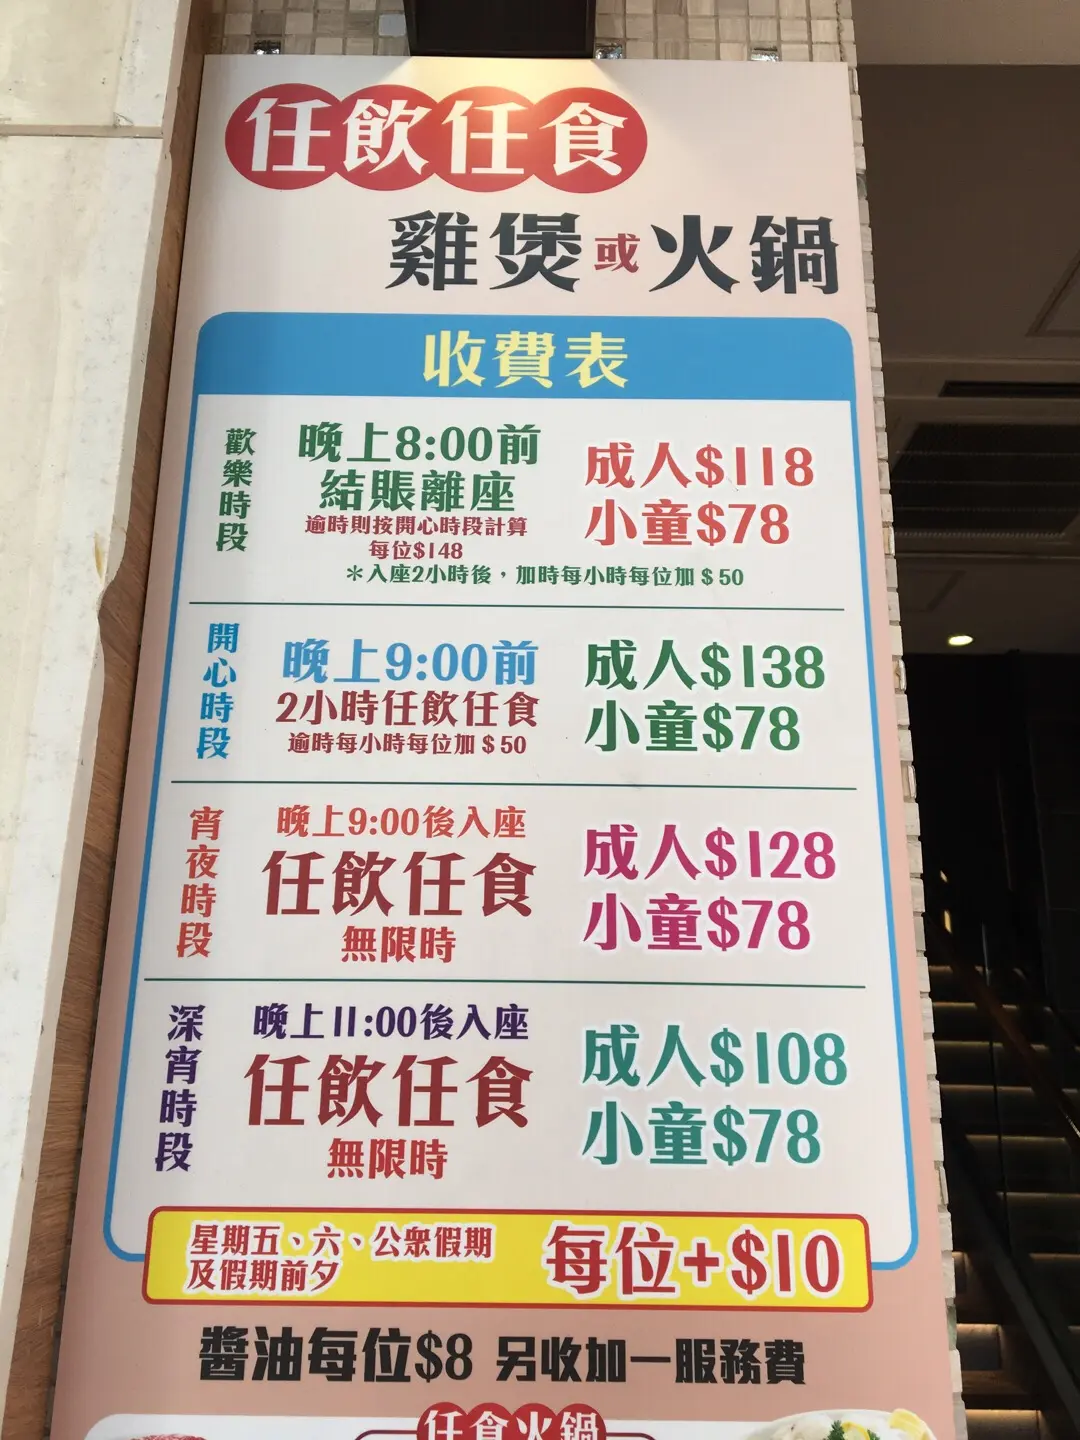 任飲任食
雞煲或火鍋
收費表
歡樂時段
晚上8:00前
結賬離座
逾時則按開心時段計算
每位$148
＊入座2小時後，加時每小時每位加＄50
成人$118
小童$78
開心時段
晚上9:00前
2小時任飲任食
逾時每小時每位加＄50
成人$138
小童$78
宵夜時段
晚上9:00後入座
任飲任食
無限時
成人$128
小童$78
深宵時段
晚上11:00後入座
任飲任食
無限時
成人$108
小童$78
星期五、六、公眾假期
及假期前夕
每位+$10
醬油每位$8 另收加一服務費
任食火鍋